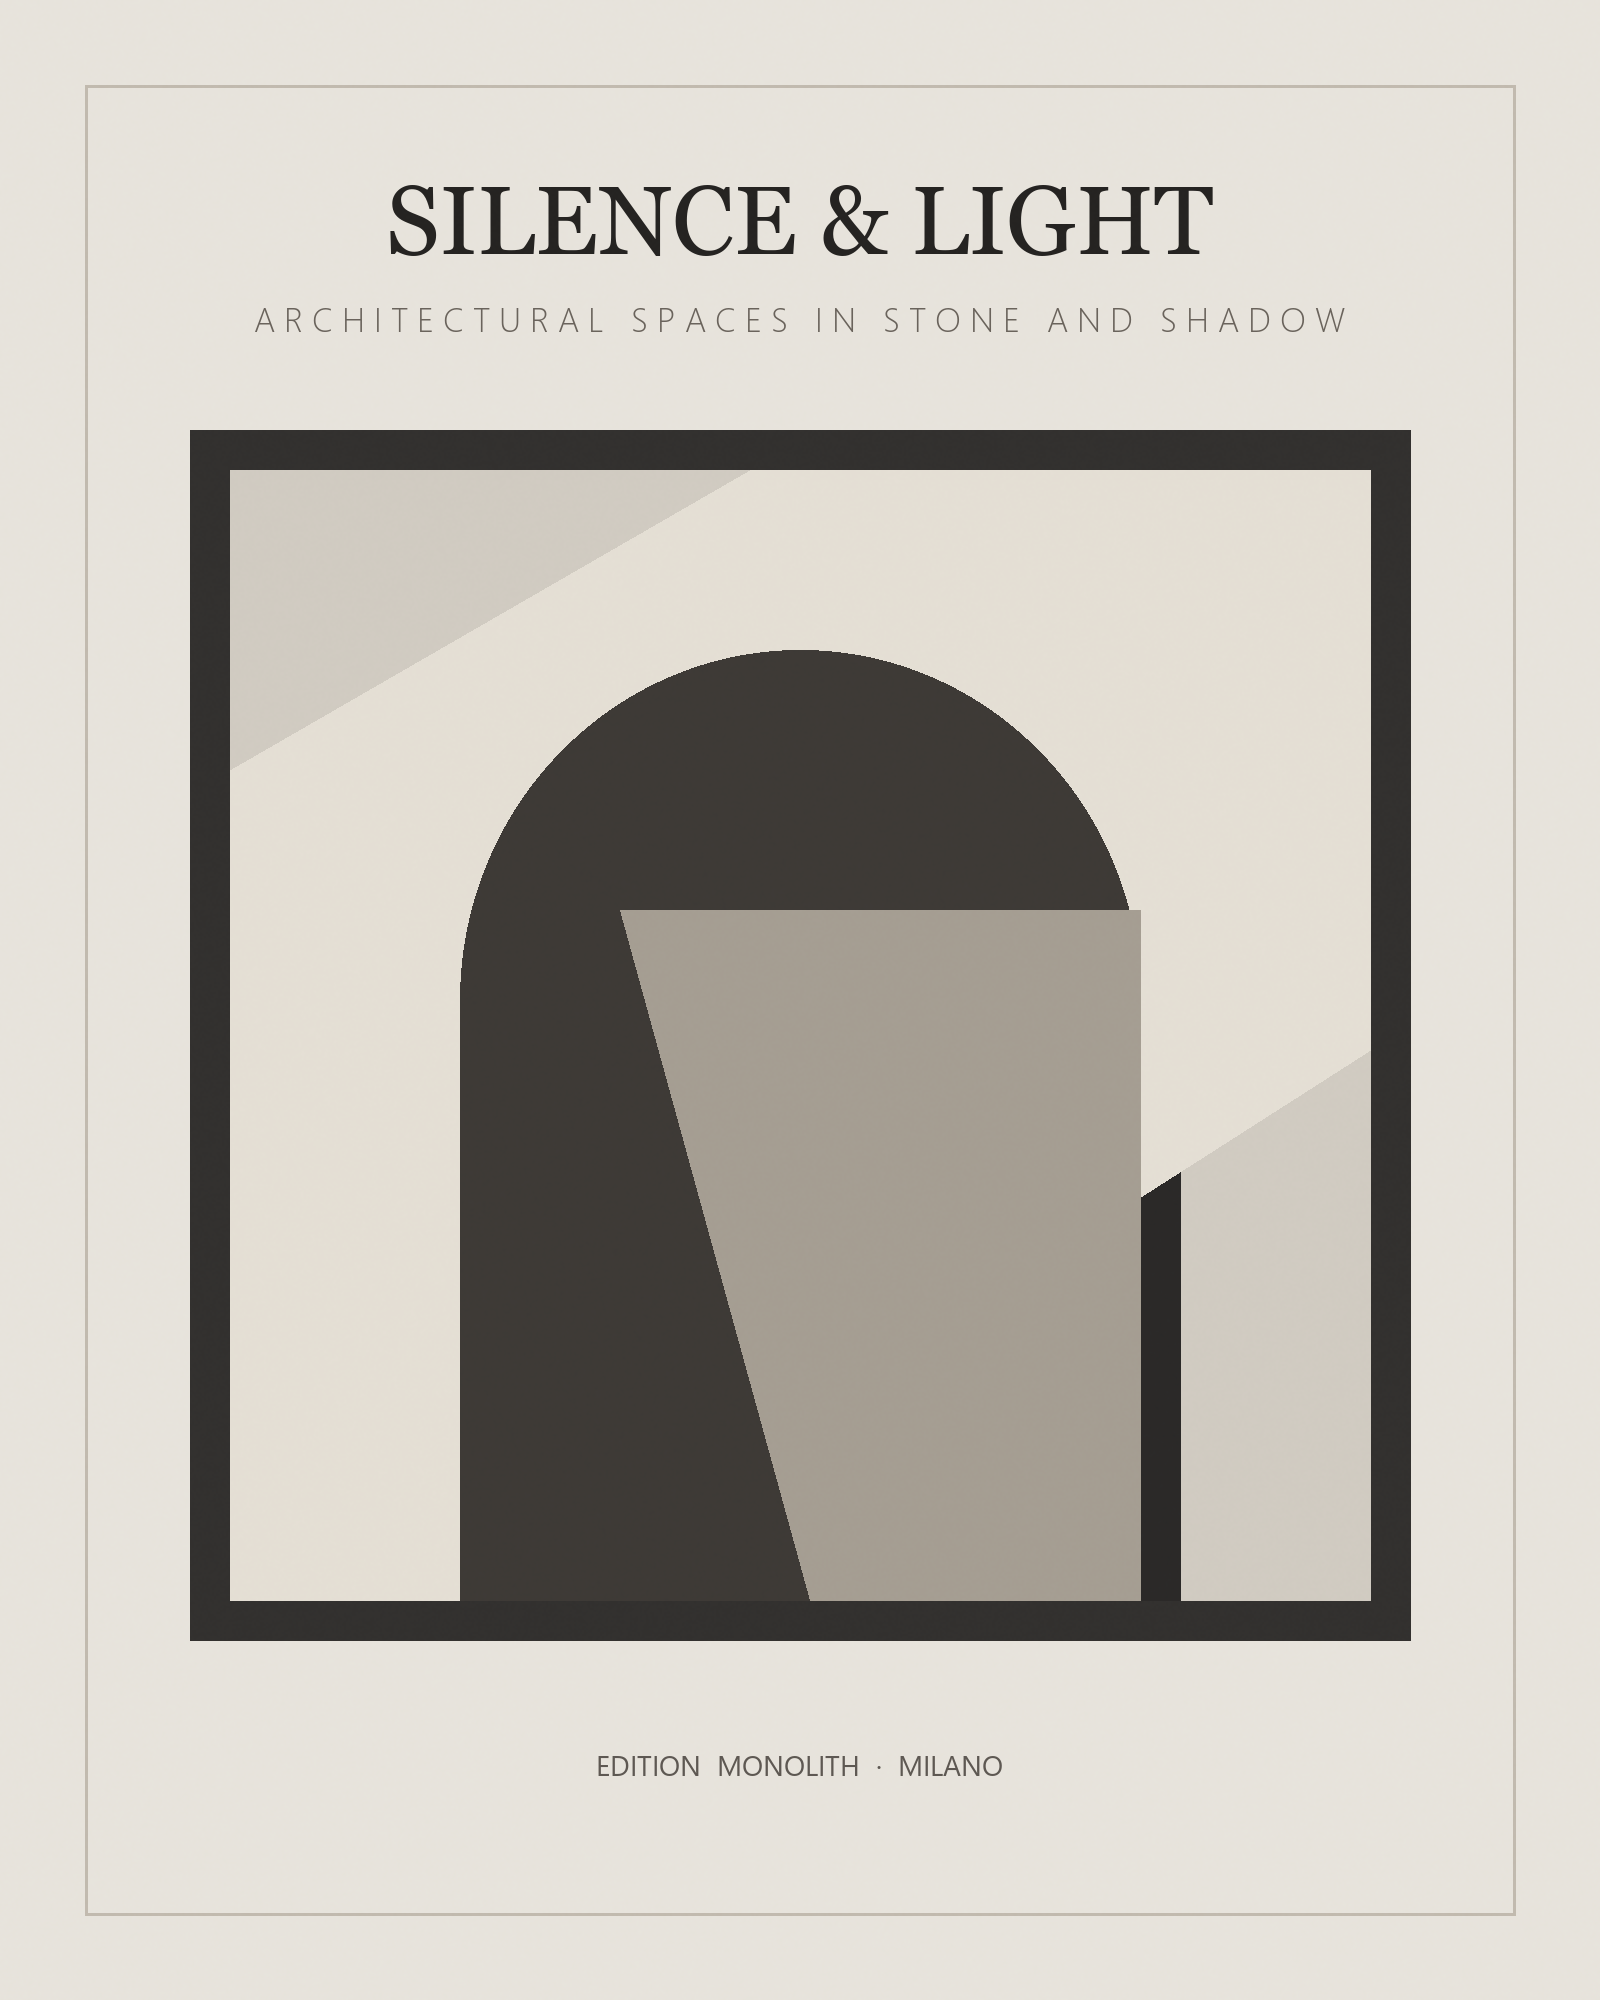 SILENCE & LIGHT
ARCHITECTURAL SPACES IN STONE AND SHADOW
EDITION MONOLITH · MILANO